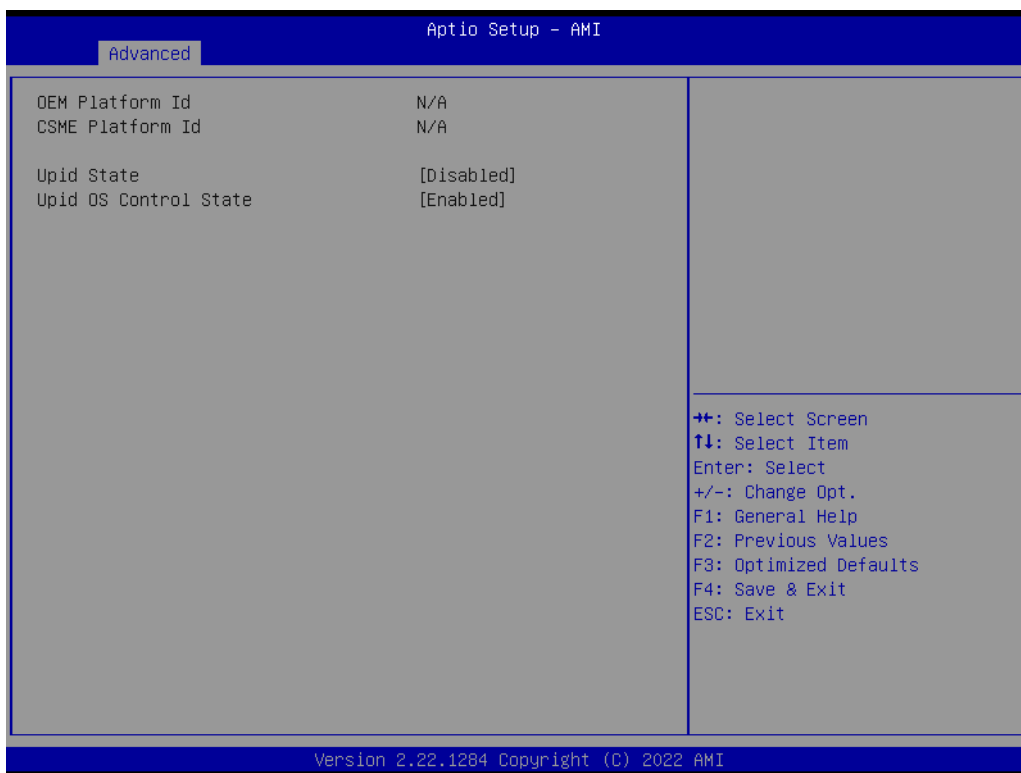 Aptio Setup – AMI
Advanced
OEM Platform Id N/A
CSME Platform Id N/A
Upid State [Disabled]
Upid OS Control State [Enabled]
→←: Select Screen
↑↓: Select Item
Enter: Select
+/-: Change Opt.
F1: General Help
F2: Previous Values
F3: Optimized Defaults
F4: Save & Exit
ESC: Exit
Version 2.22.1284 Copyright (C) 2022 AMI